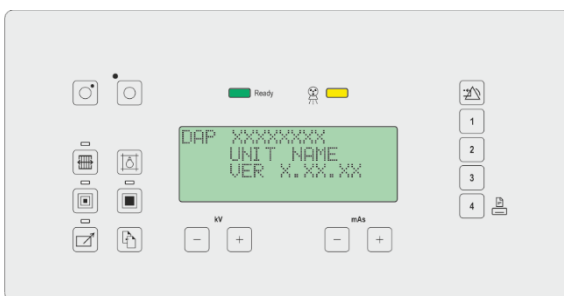 Ready
DAP XXXXXXXX
UNIT NAME
VER X.XX.XX
kV
mAs
- +
- +
1
2
3
4